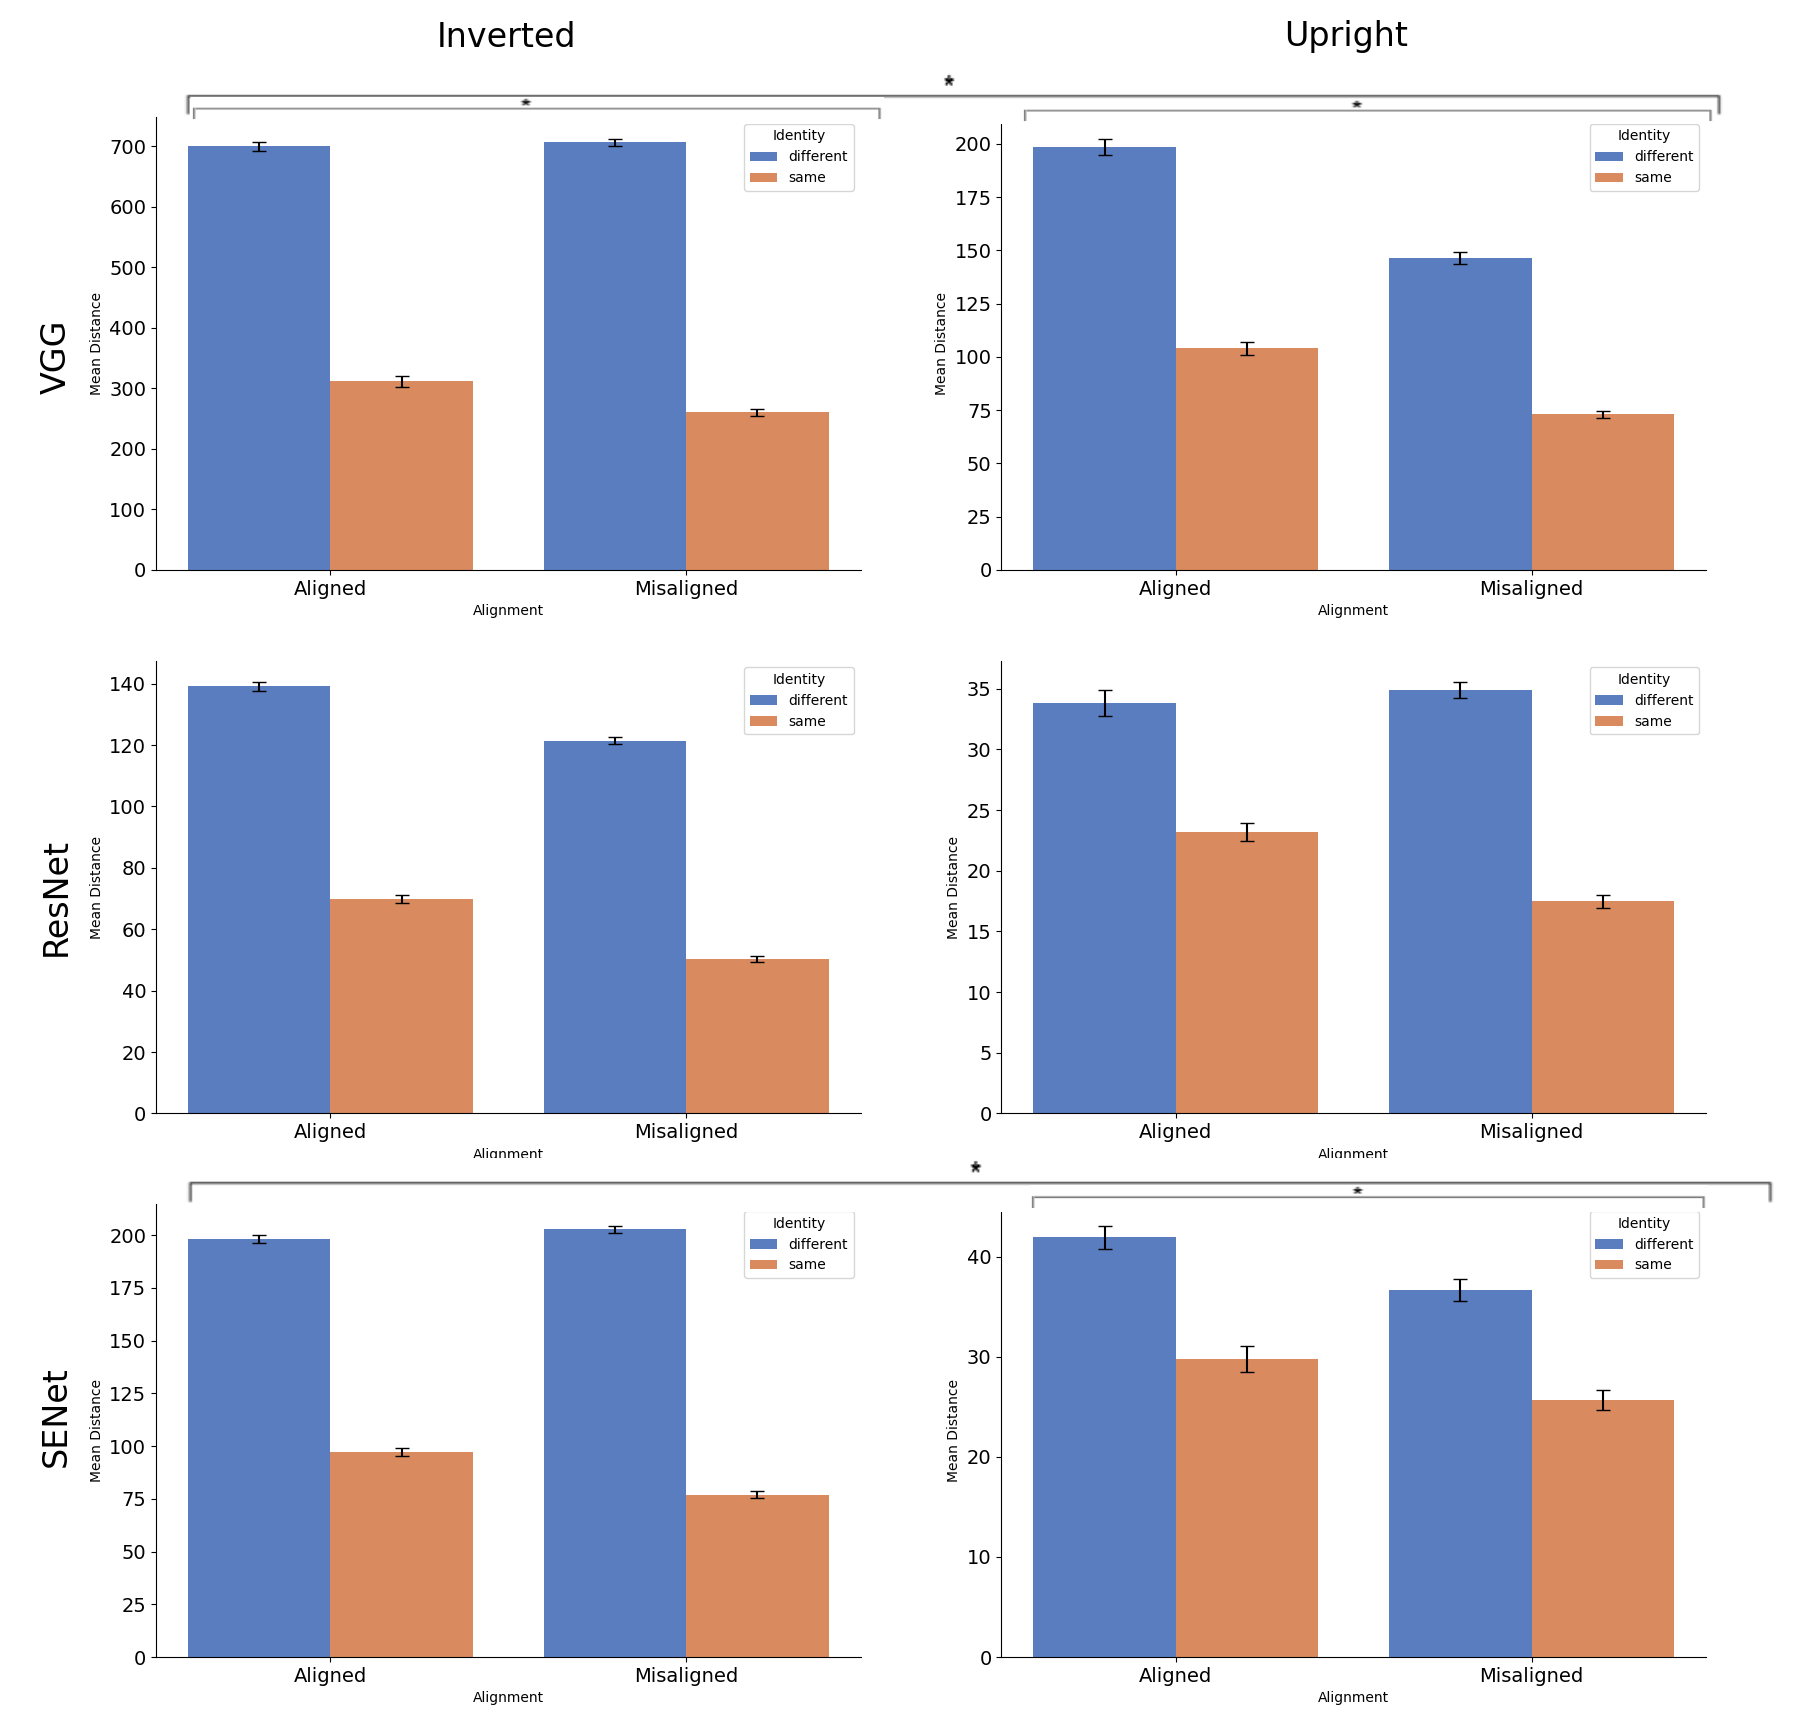 Inverted
Upright
*
*
*
VGG
Mean Distance
700
600
500
400
300
200
100
0
Identity
different
same
Aligned
Misaligned
Alignment
Mean Distance
200
175
150
125
100
75
50
25
0
Identity
different
same
Aligned
Misaligned
Alignment
ResNet
Mean Distance
140
120
100
80
60
40
20
0
Identity
different
same
Aligned
Misaligned
Alignment
Mean Distance
35
30
25
20
15
10
5
0
Identity
different
same
Aligned
Misaligned
Alignment
*
*
SENet
Mean Distance
200
175
150
125
100
75
50
25
0
Identity
different
same
Aligned
Misaligned
Alignment
Mean Distance
40
30
20
10
0
Identity
different
same
Aligned
Misaligned
Alignment